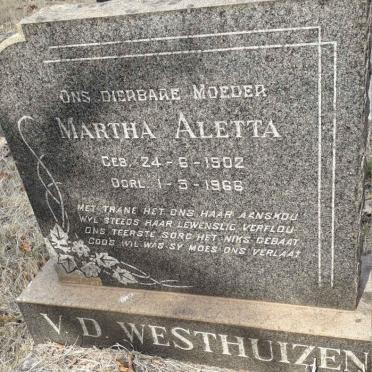 ONS DIERBARE MOEDER
MARTHA ALETTA
GEB. 24-6-1902
OORL. 1-5-1966
MET TRANE HET ONS HAAR AANSKOU
WYL STEEDS HAAR LEWENSLIG VERFLOU
ONS TEERSTE SORG HET NIKS GEBAAT
GODS WIL WAS SY MOES ONS VERLAAT
V. D. WESTHUIZEN